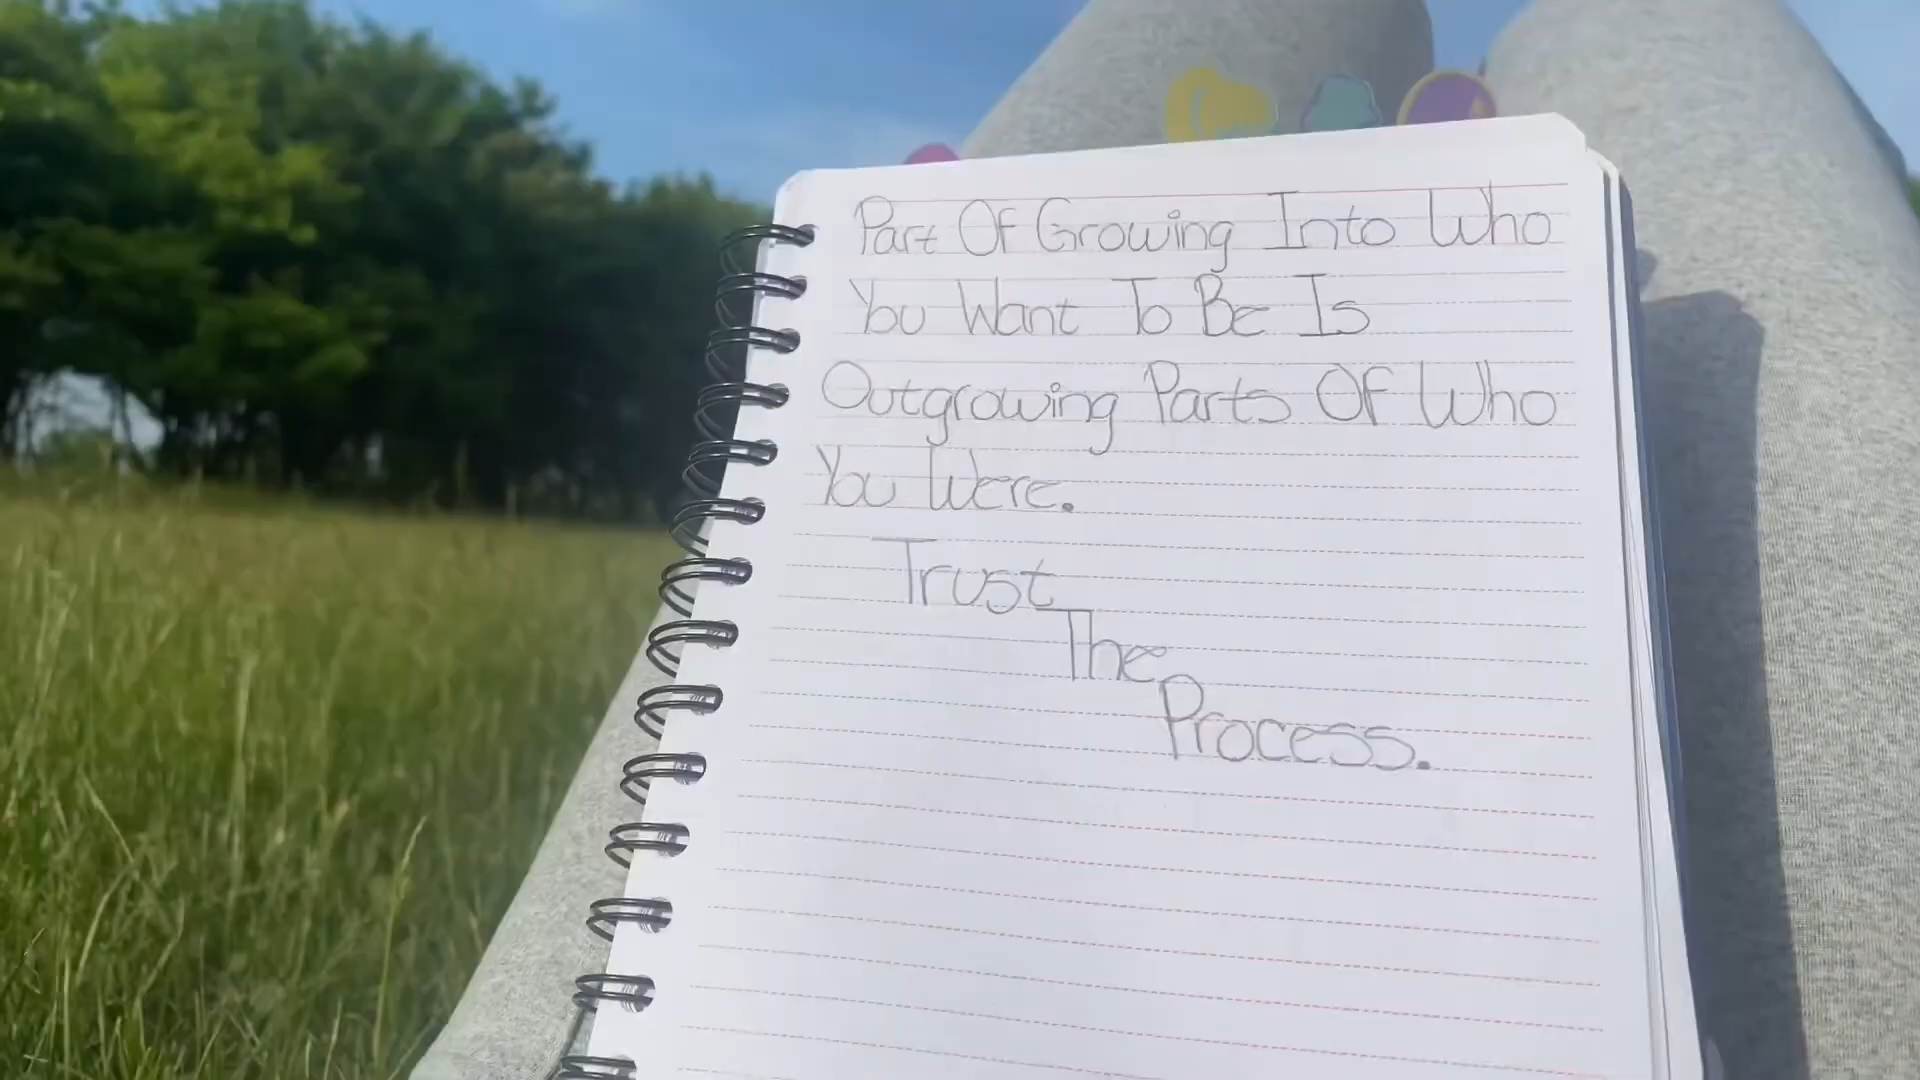 Part Of Growing Into Who
You Want To Be Is
Outgrowing Parts Of Who
You Were.
Trust
The
Process.